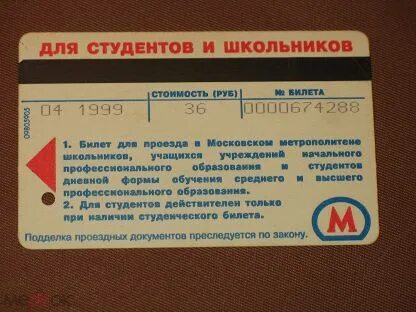 ДЛЯ СТУДЕНТОВ И ШКОЛЬНИКОВ
СТОИМОСТЬ (РУБ) № БИЛЕТА
04 1999 36 0000674288
1. Билет для проезда в Московском метрополитене
школьников, учащихся учреждений начального
профессионального образования и студентов
дневной формы обучения среднего и высшего
профессионального образования.
2. Для студентов действителен только
при наличии студенческого билета.
М
Подделка проездных документов преследуется по закону.